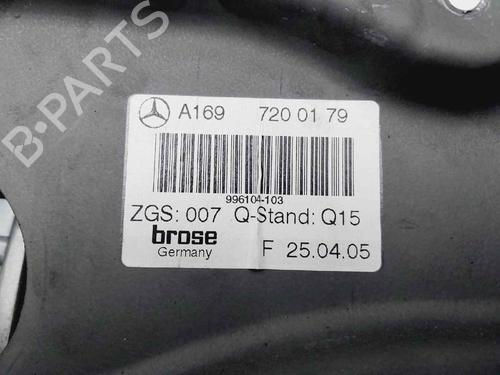 B-PARTS
A169 720 01 79
996104-103
ZGS: 007 Q-Stand: Q15
brose
Germany
F 25.04.05